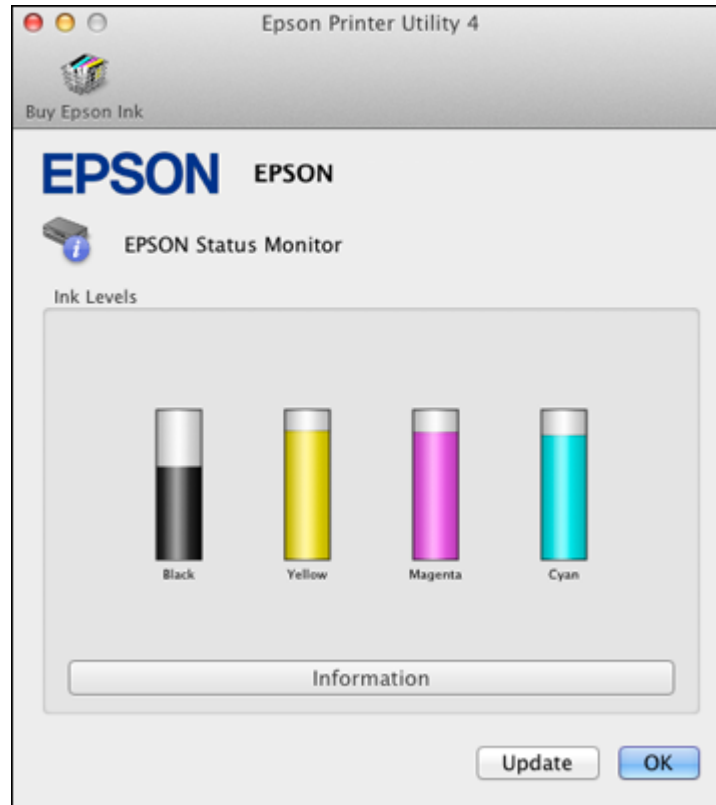 Epson Printer Utility 4
Buy Epson Ink
EPSON EPSON
EPSON Status Monitor
Ink Levels
Black Yellow Magenta Cyan
Information
Update OK